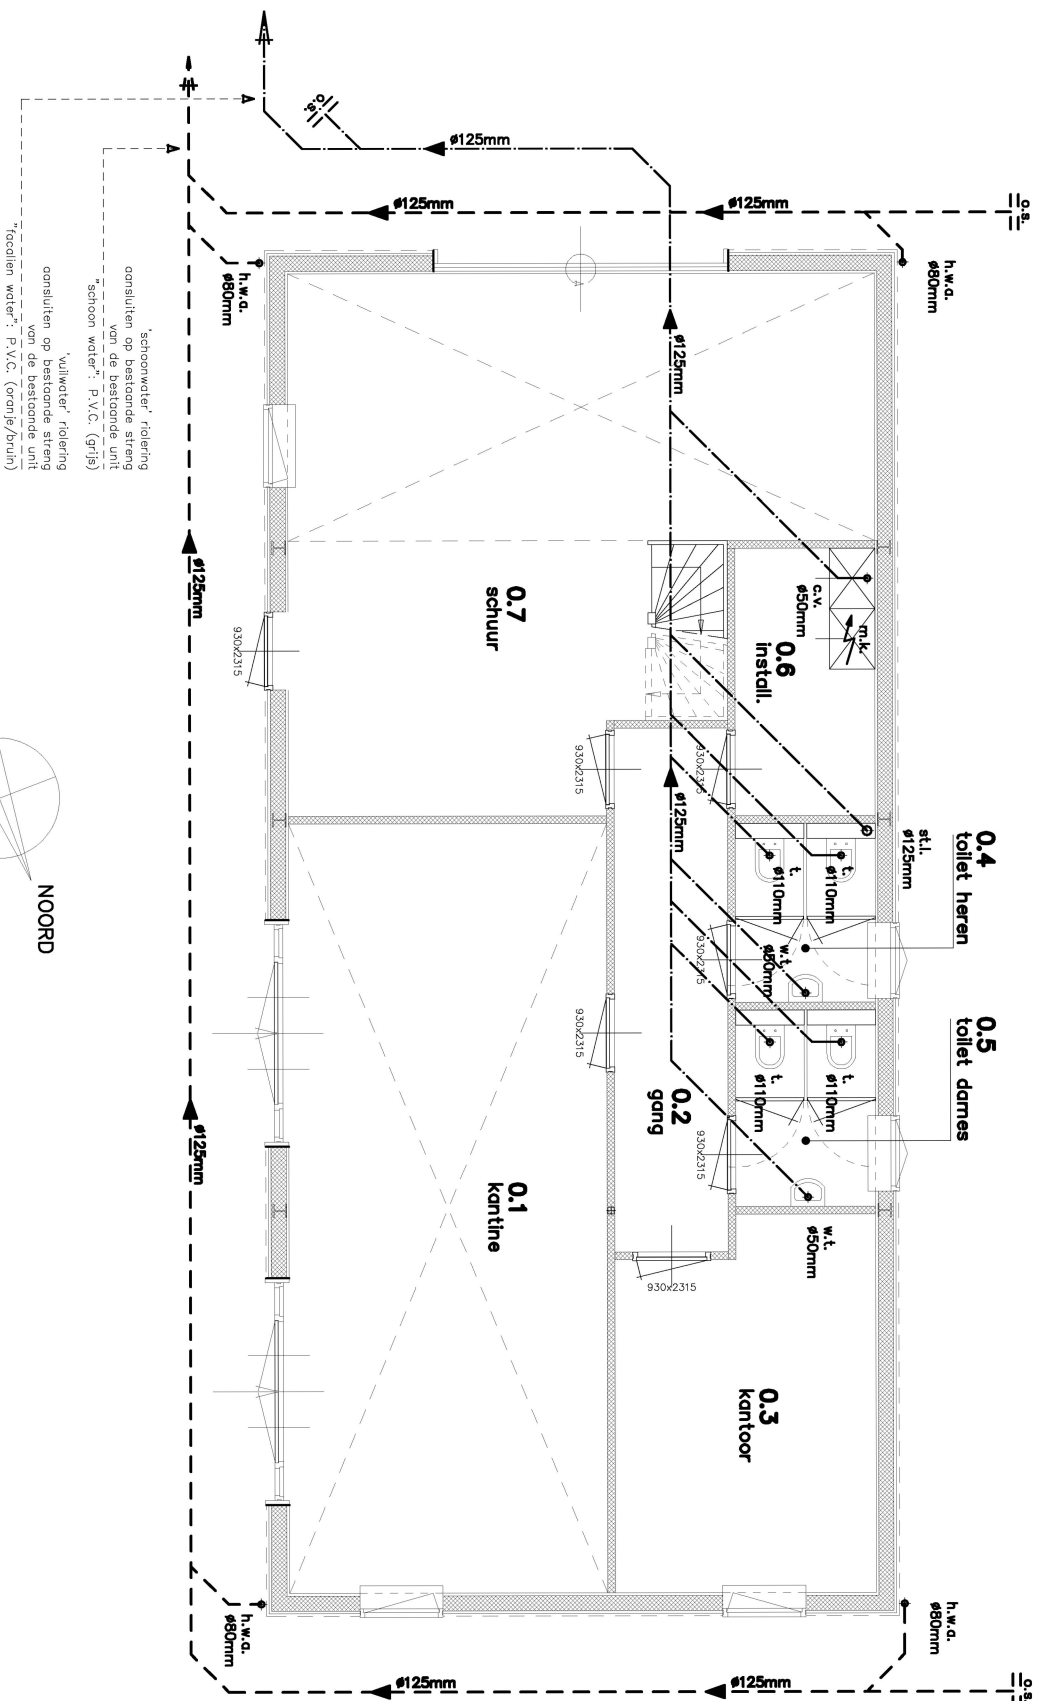 o.s.
o.s.
0.4
toilet heren
0.5
toilet dames
h.w.a.
ø80mm
h.w.a.
ø80mm
st.l.
ø125mm
m.k.
c.v.
ø50mm
t.
ø110mm
t.
ø110mm
w.t.
ø50mm
t.
ø110mm
t.
ø110mm
w.t.
ø50mm
0.6
install.
0.3
kantoor
ø125mm
ø125mm
ø125mm
ø125mm
930x2315
930x2315
930x2315
ø125mm
ø125mm
0.2
gang
930x2315
930x2315
930x2315
0.7
schuur
0.1
kantine
ø125mm
o.s.
ø125mm
ø125mm
930x2315
h.w.a.
ø80mm
h.w.a.
ø80mm
ø125mm
ø125mm
'schoonwater' riolering
aansluiten op bestaande streng
van de bestaande unit
"schoon water": P.V.C. (grijs)
'vuilwater' riolering
aansluiten op bestaande streng
van de bestaande unit
"facalien water": P.V.C. (oranje/bruin)
NOORD